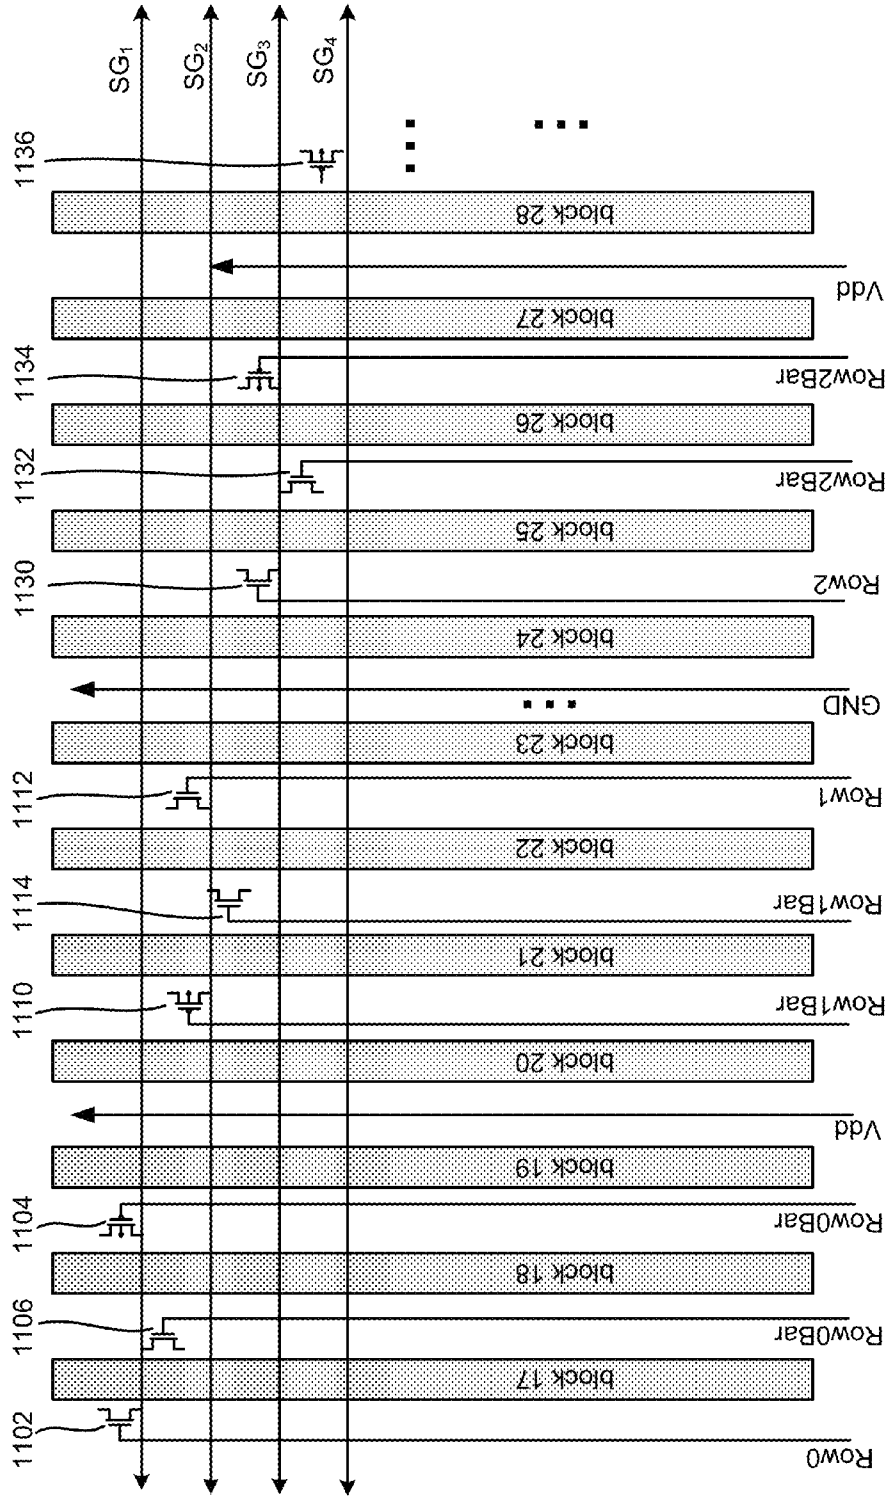 SG1
SG2
SG3
SG4
1136
block 28
Vdd
block 27
1134
Row2Bar
block 26
1132
Row2Bar
block 25
1130
Row2
block 24
GND
block 23
1112
Row1
block 22
1114
Row1Bar
block 21
1110
Row1Bar
block 20
Vdd
block 19
1104
Row0Bar
block 18
1106
Row0Bar
block 17
1102
Row0